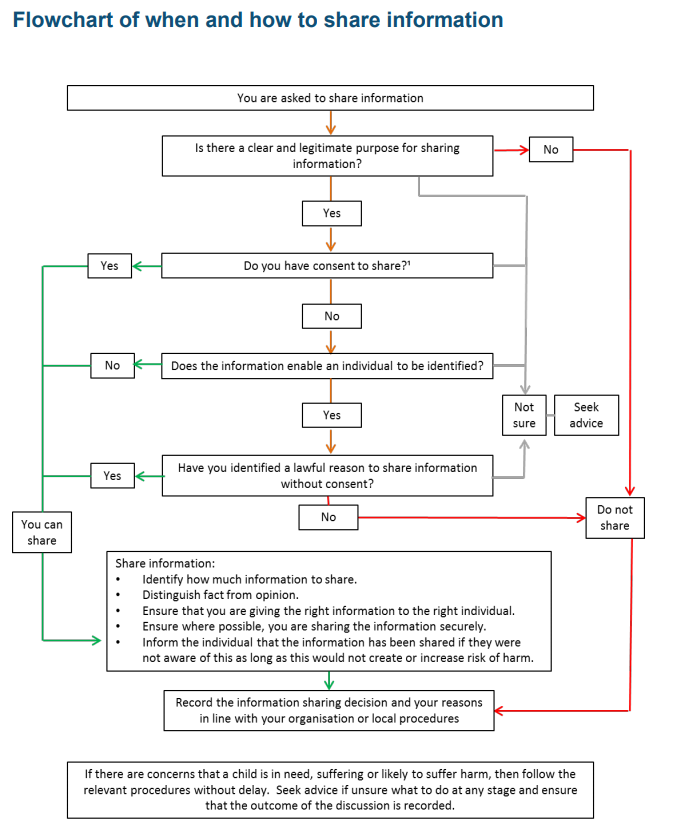 Flowchart of when and how to share information
You are asked to share information
Is there a clear and legitimate purpose for sharing
information?
No
Yes
Yes
Do you have consent to share?¹
No
No
Does the information enable an individual to be identified?
Yes
Not
sure
Seek
advice
Yes
Have you identified a lawful reason to share information
without consent?
No
Do not
share
You can
share
Share information:
• Identify how much information to share.
• Distinguish fact from opinion.
• Ensure that you are giving the right information to the right individual.
• Ensure where possible, you are sharing the information securely.
• Inform the individual that the information has been shared if they were
not aware of this as long as this would not create or increase risk of harm.
Record the information sharing decision and your reasons
in line with your organisation or local procedures
If there are concerns that a child is in need, suffering or likely to suffer harm, then follow the
relevant procedures without delay. Seek advice if unsure what to do at any stage and ensure
that the outcome of the discussion is recorded.